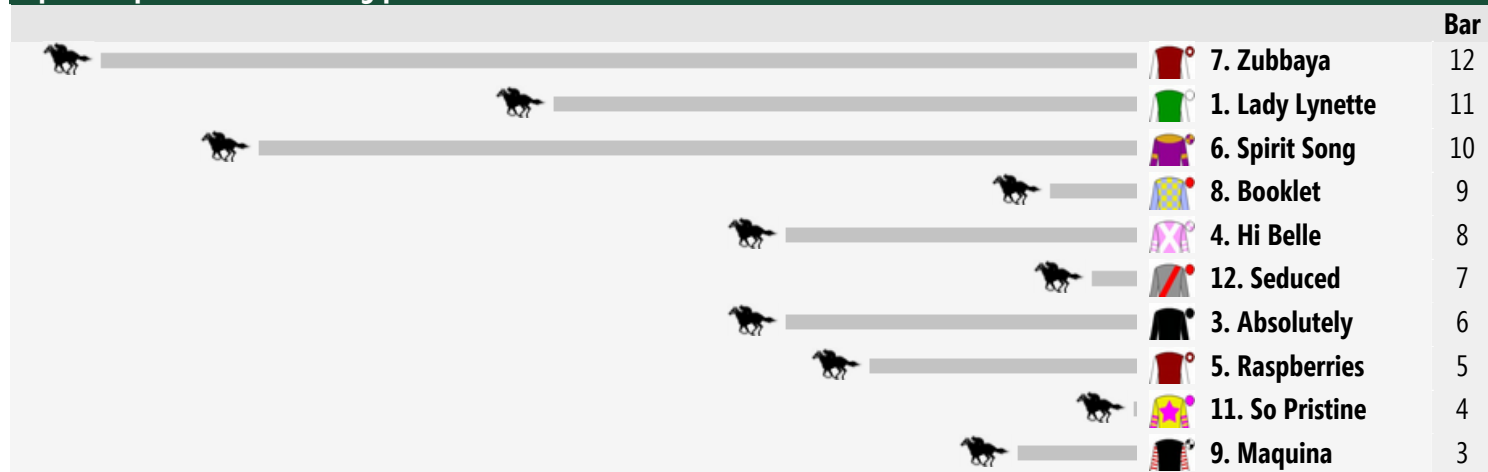 Bar
7. Zubbaya 12
1. Lady Lynette 11
6. Spirit Song 10
8. Booklet 9
4. Hi Belle 8
12. Seduced 7
3. Absolutely 6
5. Raspberries 5
11. So Pristine 4
9. Maquina 3